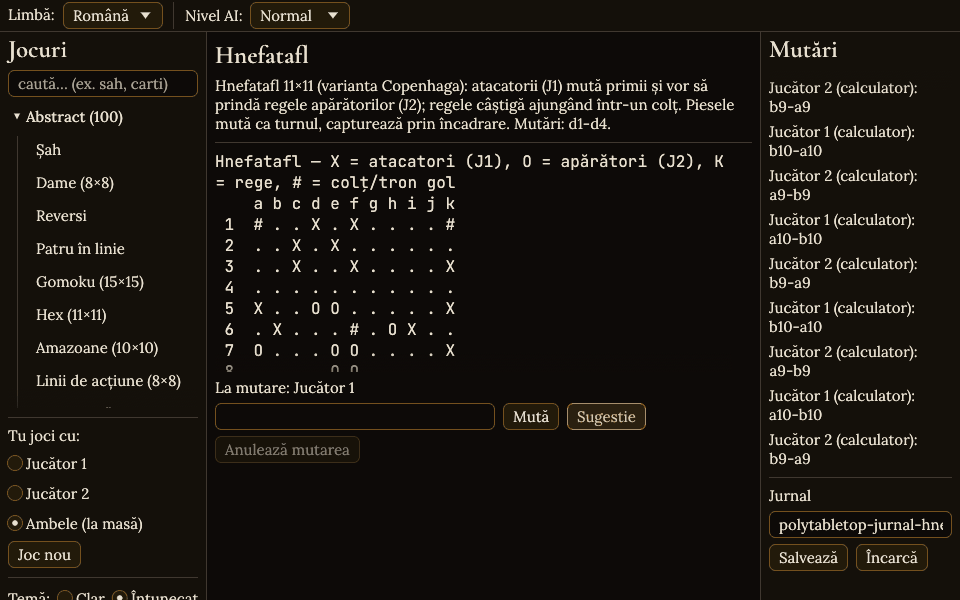 Limbă: Română ▼ Nivel AI: Normal ▼
Jocuri
caută... (ex. sah, carti)
▼ Abstract (100)
Șah
Dame (8×8)
Reversi
Patru în linie
Gomoku (15×15)
Hex (11×11)
Amazoane (10×10)
Linii de acțiune (8×8)
Tu joci cu:
Jucător 1
Jucător 2
Ambele (la masă)
Joc nou
Temă: Clar Întunecat
Hnefatafl
Hnefatafl 11×11 (varianta Copenhaga): atacatorii (J1) mută primii și vor să
prindă regele apărătorilor (J2); regele câștigă ajungând într-un colț. Piesele
mută ca turnul, capturează prin încadrare. Mutări: d1-d4.
Hnefatafl — X = atacatori (J1), O = apărători (J2), K
= rege, # = colț/tron gol
a b c d e f g h i j k
1 # . . X . X . . . . #
2 . . X . X . . . . . .
3 . . X . . X . . . . X
4 . . . . . . . . . . .
5 X . . O O . . . . . X
6 . X . . . # . O X . .
7 O . . . O O . . . . X
8 O O
La mutare: Jucător 1
Mută Sugestie
Anulează mutarea
Mutări
Jucător 2 (calculator):
b9-a9
Jucător 1 (calculator):
b10-a10
Jucător 2 (calculator):
a9-b9
Jucător 1 (calculator):
a10-b10
Jucător 2 (calculator):
b9-a9
Jucător 1 (calculator):
b10-a10
Jucător 2 (calculator):
a9-b9
Jucător 1 (calculator):
a10-b10
Jucător 2 (calculator):
b9-a9
Jurnal
polytabletop-jurnal-hne
Salvează Încarcă